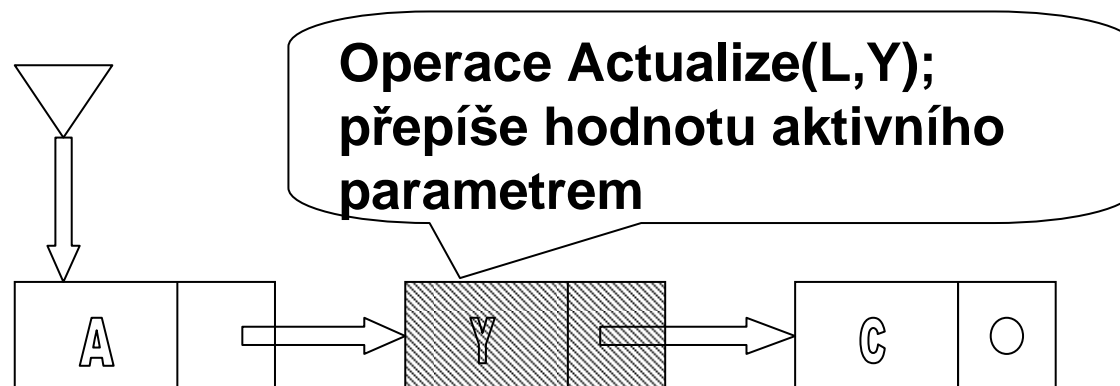 Operace Actualize(L,Y);
přepíše hodnotu aktivního
parametrem
A
Y
C